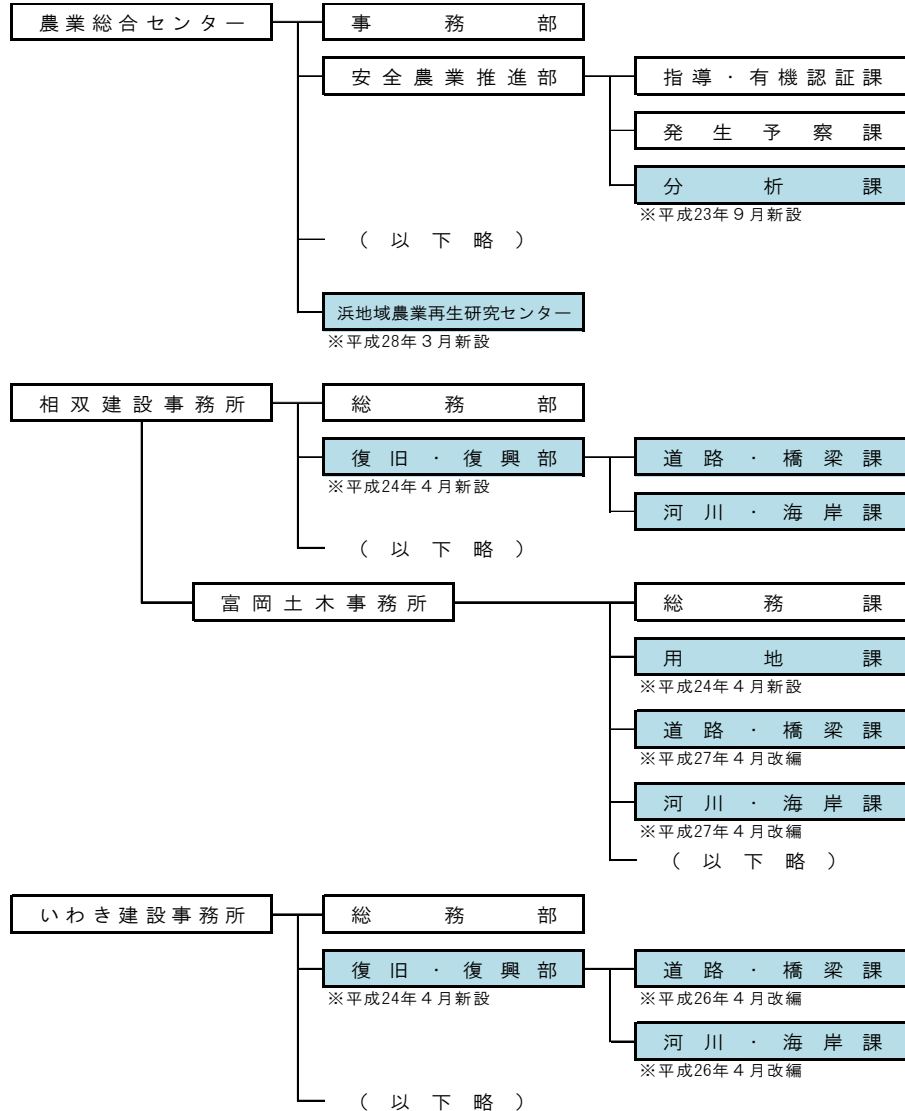 農業総合センター
事務部
安全農業推進部
指導・有機認証課
発生予察課
分析課
※平成23年９月新設
（以下略）
浜地域農業再生研究センター
※平成28年３月新設
相双建設事務所
総務部
復旧・復興部
※平成24年４月新設
道路・橋梁課
河川・海岸課
（以下略）
富岡土木事務所
総務課
用地課
※平成24年４月新設
道路・橋梁課
※平成27年４月改編
河川・海岸課
※平成27年４月改編
（以下略）
いわき建設事務所
総務部
復旧・復興部
※平成24年４月新設
道路・橋梁課
※平成26年４月改編
河川・海岸課
※平成26年４月改編
（以下略）